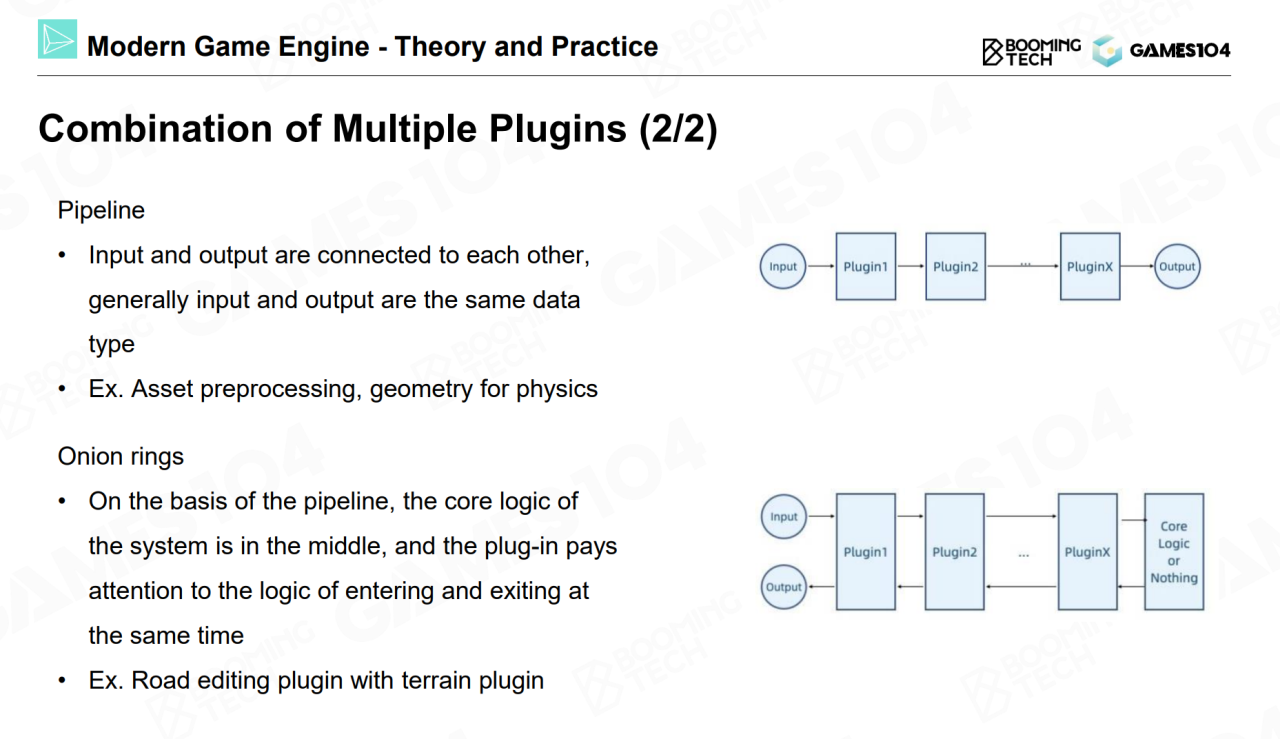 Modern Game Engine - Theory and Practice
BOOMING
TECH
GAMES104
Combination of Multiple Plugins (2/2)
Pipeline
• Input and output are connected to each other,
generally input and output are the same data
type
• Ex. Asset preprocessing, geometry for physics
Input
Plugin1
Plugin2
...
PluginX
Output
Onion rings
• On the basis of the pipeline, the core logic of
the system is in the middle, and the plug-in pays
attention to the logic of entering and exiting at
the same time
• Ex. Road editing plugin with terrain plugin
Input
Output
Plugin1
Plugin2
...
PluginX
Core
Logic
or
Nothing